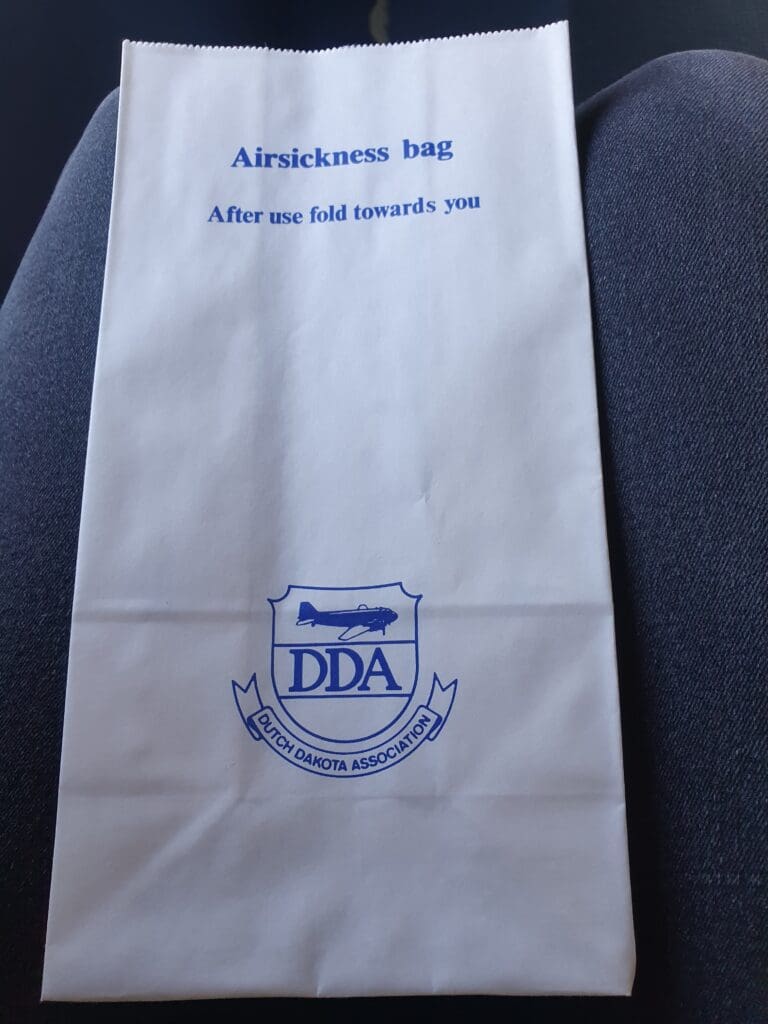 Airsickness bag
After use fold towards you
DDA
DUTCH DAKOTA ASSOCIATION